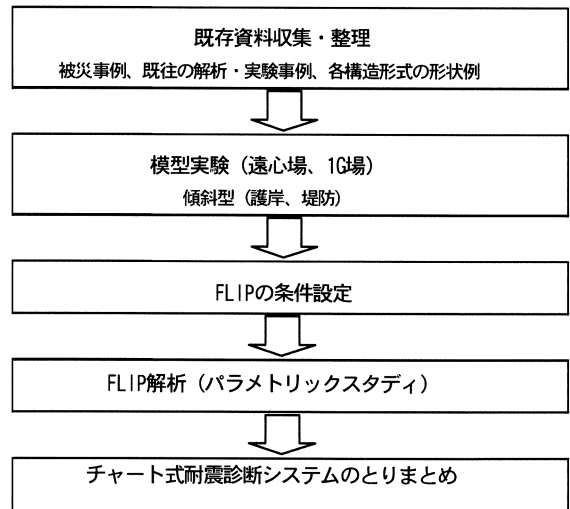 既存資料収集・整理
被災事例、既往の解析・実験事例、各構造形式の形状例
模型実験（遠心場、1G場）
傾斜型（護岸、堤防）
FLIPの条件設定
FLIP解析（パラメトリックスタディ）
チャート式耐震診断システムのとりまとめ